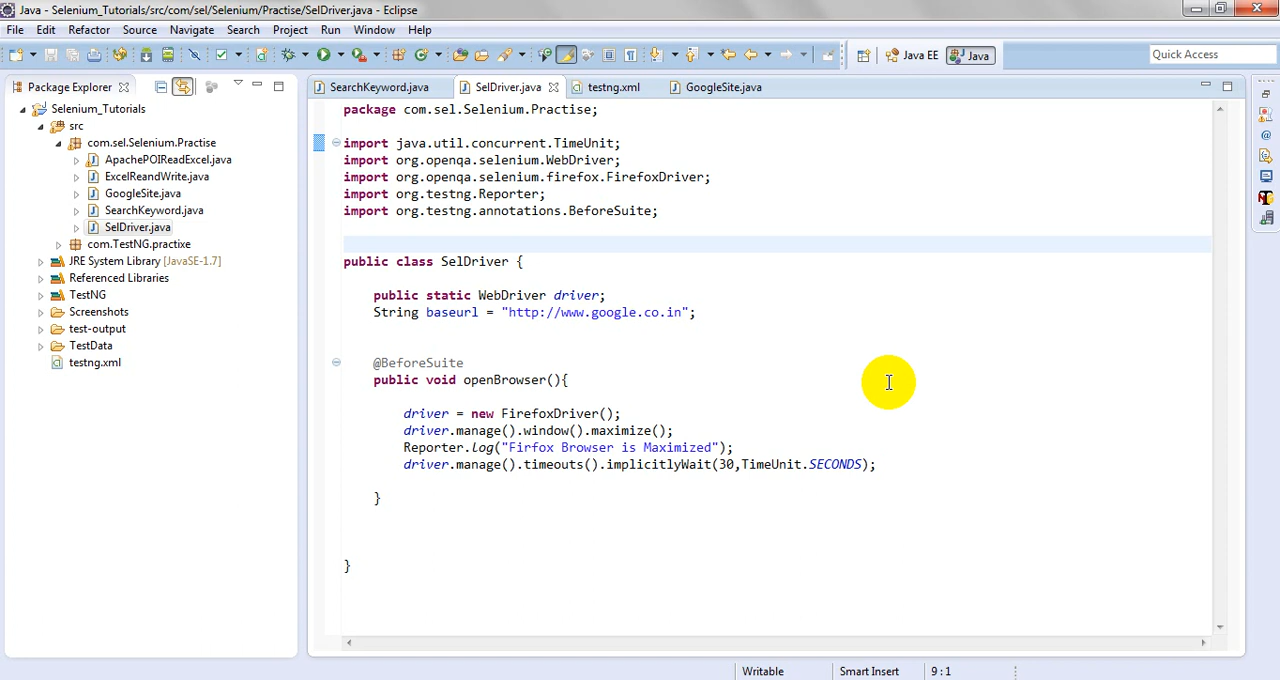 Java - Selenium_Tutorials/src/com/sel/Selenium/Practise/SelDriver.java - Eclipse
File Edit Refactor Source Navigate Search Project Run Window Help
Java EE Java Quick Access
Package Explorer
Selenium_Tutorials
src
com.sel.Selenium.Practise
ApachePOIReadExcel.java
ExcelReandWrite.java
GoogleSite.java
SearchKeyword.java
SelDriver.java
com.TestNG.practixe
JRE System Library [JavaSE-1.7]
Referenced Libraries
TestNG
Screenshots
test-output
TestData
testng.xml
SearchKeyword.java SelDriver.java testng.xml GoogleSite.java
package com.sel.Selenium.Practise;
import java.util.concurrent.TimeUnit;
import org.openqa.selenium.WebDriver;
import org.openqa.selenium.firefox.FirefoxDriver;
import org.testng.Reporter;
import org.testng.annotations.BeforeSuite;
public class SelDriver {
public static WebDriver driver;
String baseurl = "http://www.google.co.in";
@BeforeSuite
public void openBrowser(){
driver = new FirefoxDriver();
driver.manage().window().maximize();
Reporter.log("Firfox Browser is Maximized");
driver.manage().timeouts().implicitlyWait(30,TimeUnit.SECONDS);
}
}
Writable Smart Insert 9 : 1